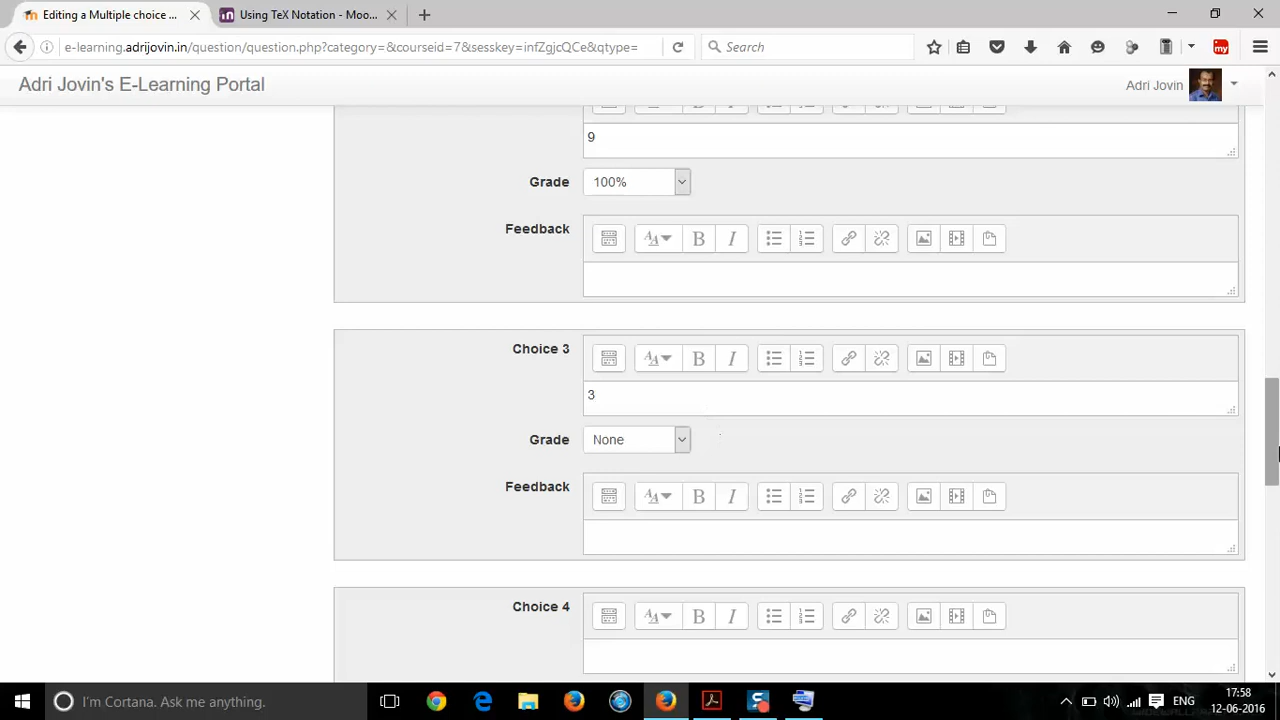 Editing a Multiple choice ...
Using TeX Notation - Moo...
e-learning.adrijovin.in/question/question.php?category=&courseid=7&sesskey=infZgJcQCe&qtype=
Search
my
Adri Jovin's E-Learning Portal
Adri Jovin
9
Grade
100%
Feedback
Choice 3
3
Grade
None
Feedback
Choice 4
I'm Cortana. Ask me anything.
ENG
17:58
12-06-2016